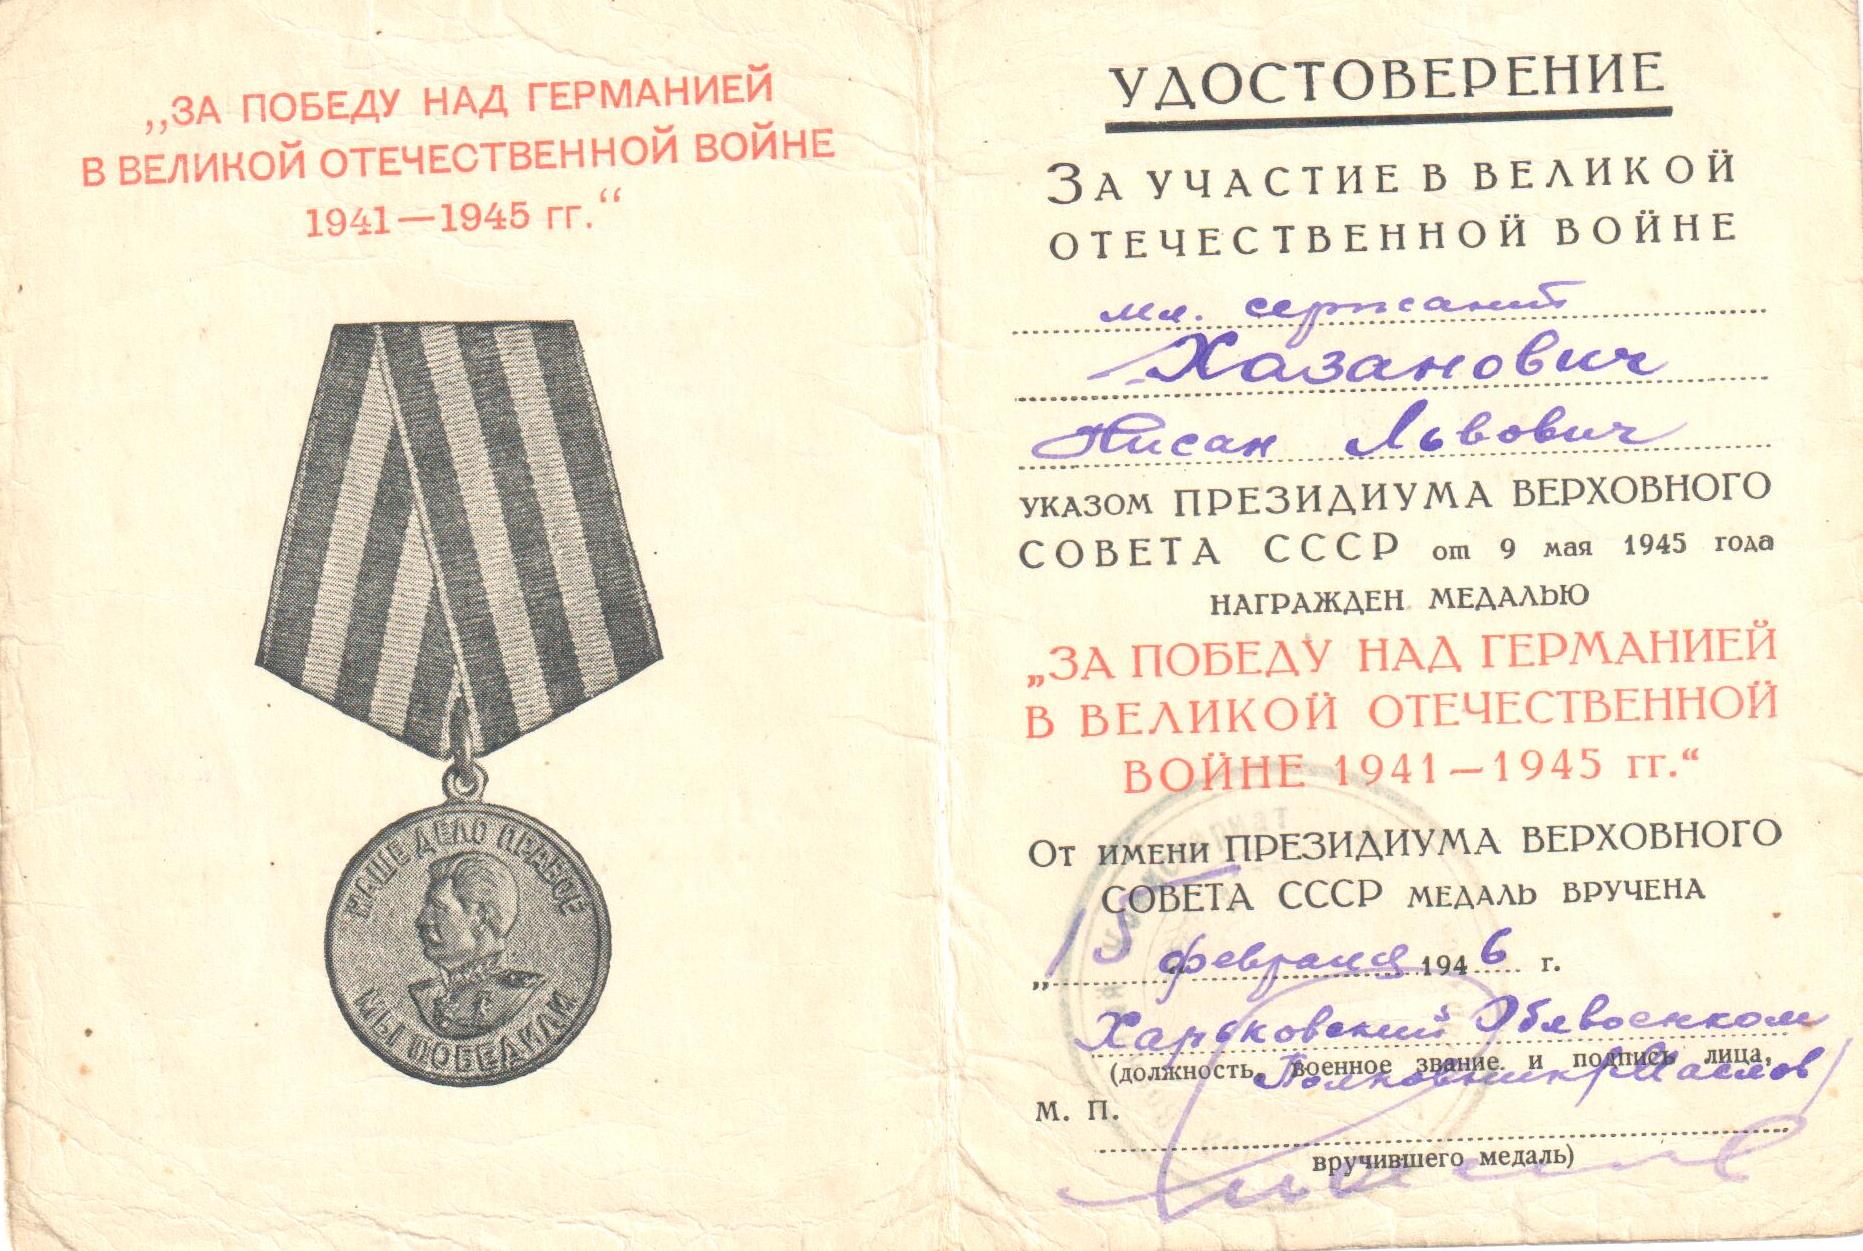 „ЗА ПОБЕДУ НАД ГЕРМАНИЕЙ
В ВЕЛИКОЙ ОТЕЧЕСТВЕННОЙ ВОЙНЕ
1941—1945 гг.“
НАШЕ ДЕЛО ПРАВОЕ
МЫ ПОБЕДИЛИ
УДОСТОВЕРЕНИЕ
ЗА УЧАСТИЕ В ВЕЛИКОЙ
ОТЕЧЕСТВЕННОЙ ВОЙНЕ
мл. сержант
Хазанович
Нисан Львович
УКАЗОМ ПРЕЗИДИУМА ВЕРХОВНОГО
СОВЕТА СССР от 9 мая 1945 года
НАГРАЖДЕН МЕДАЛЬЮ
„ЗА ПОБЕДУ НАД ГЕРМАНИЕЙ
В ВЕЛИКОЙ ОТЕЧЕСТВЕННОЙ
ВОЙНЕ 1941—1945 гг.“
ОТ ИМЕНИ ПРЕЗИДИУМА ВЕРХОВНОГО
СОВЕТА СССР МЕДАЛЬ ВРУЧЕНА
„15 февраля 1946 г.
Харьковский Облвоенком
(должность, военное звание и подпись лица,
Полковник /Маслов/
М. П.
вручившего медаль)